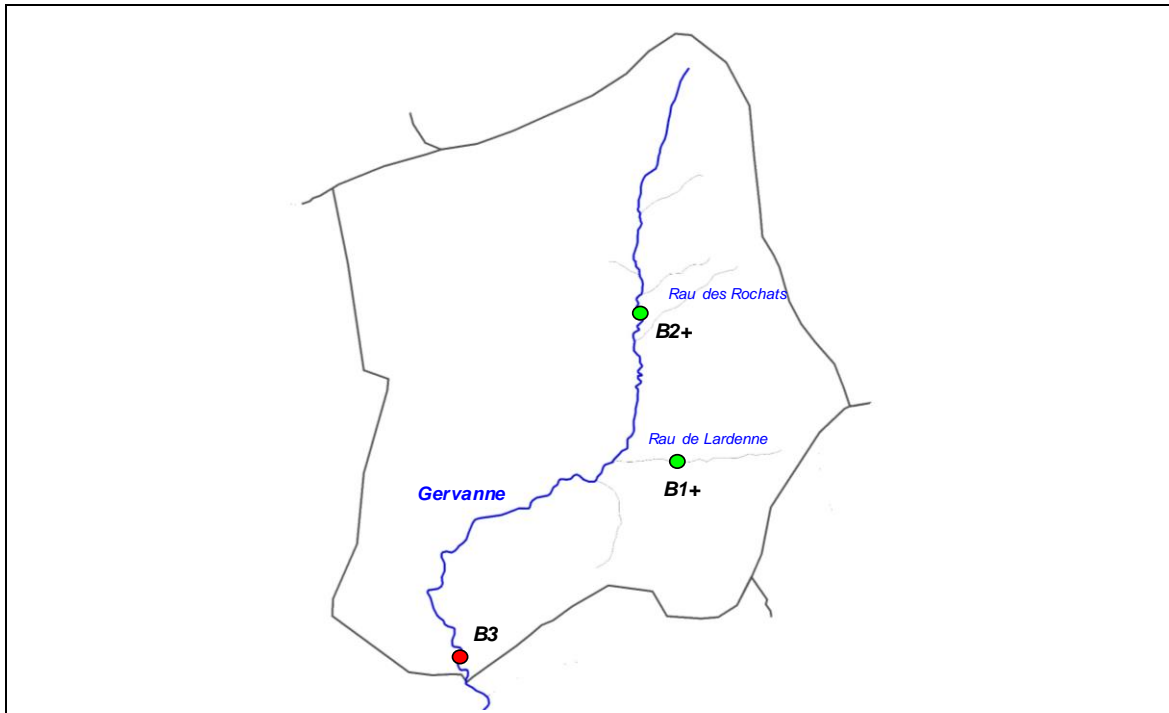 Rau des Rochats
B2+
Rau de Lardenne
B1+
Gervanne
B3